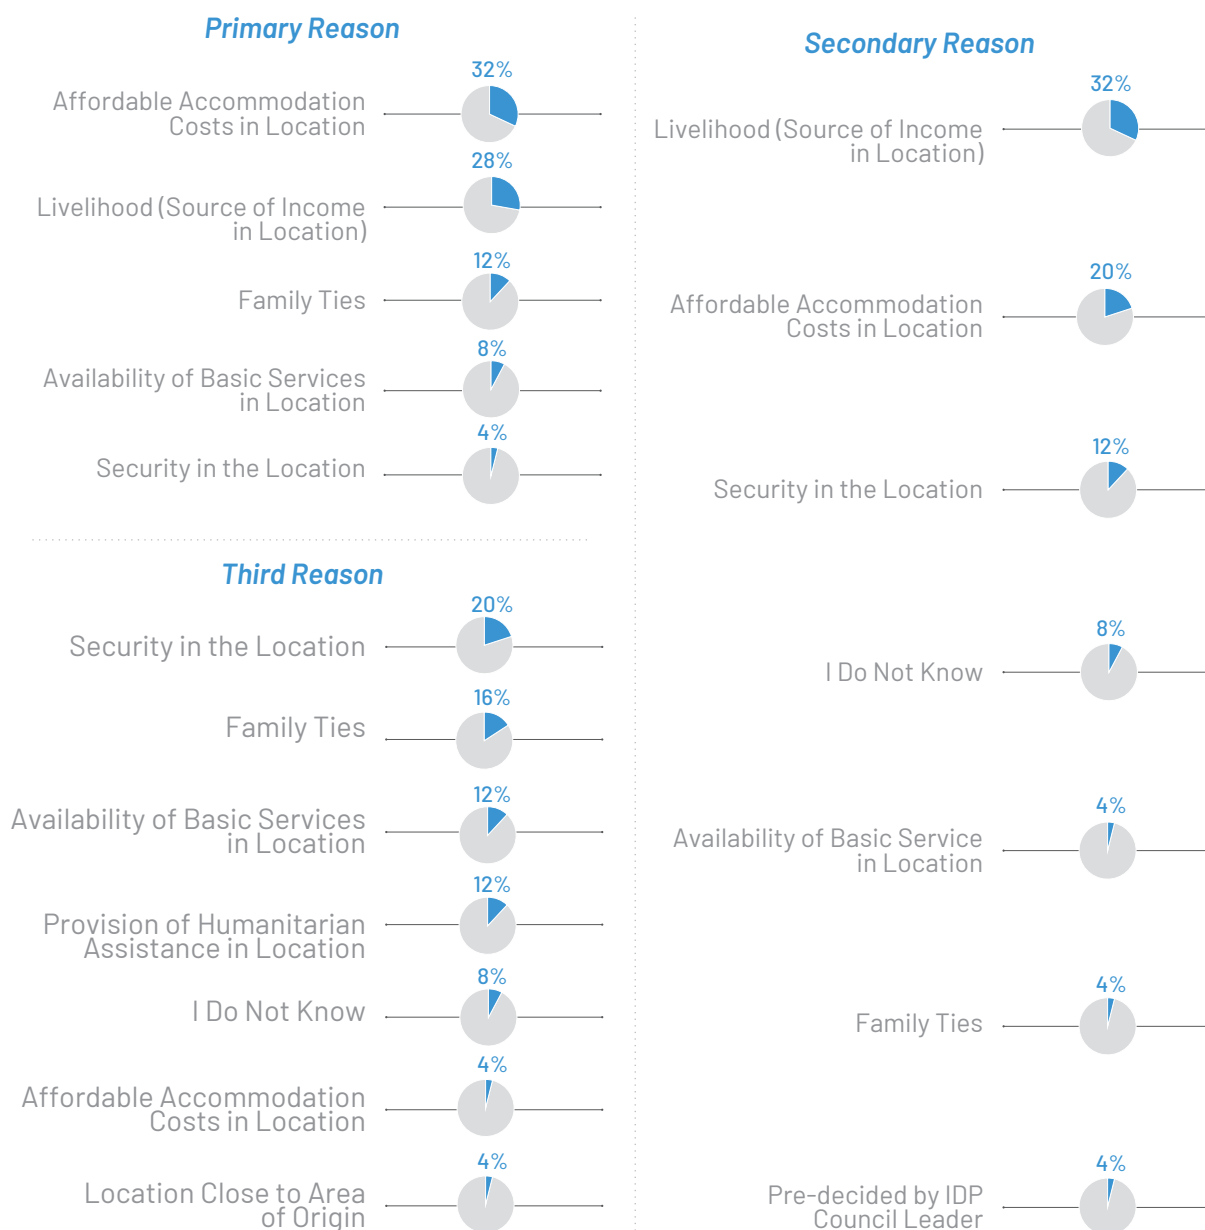 Primary Reason
32%
Affordable Accommodation
Costs in Location
28%
Livelihood (Source of Income
in Location)
12%
Family Ties
8%
Availability of Basic Services
in Location
4%
Security in the Location
Third Reason
20%
Security in the Location
16%
Family Ties
12%
Availability of Basic Services
in Location
12%
Provision of Humanitarian
Assistance in Location
8%
I Do Not Know
4%
Affordable Accommodation
Costs in Location
4%
Location Close to Area
of Origin
Secondary Reason
32%
Livelihood (Source of Income
in Location)
20%
Affordable Accommodation
Costs in Location
12%
Security in the Location
8%
I Do Not Know
4%
Availability of Basic Service
in Location
4%
Family Ties
4%
Pre-decided by IDP
Council Leader